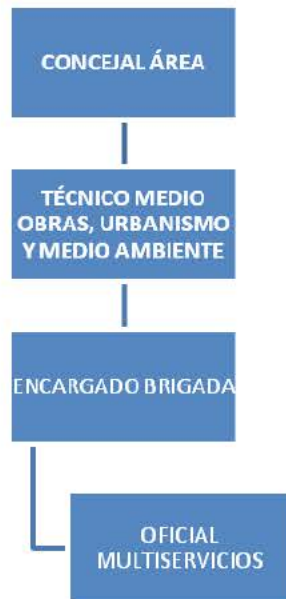 CONCEJAL ÁREA
TÉCNICO MEDIO
OBRAS, URBANISMO
Y MEDIO AMBIENTE
ENCARGADO BRIGADA
OFICIAL
MULTISERVICIOS